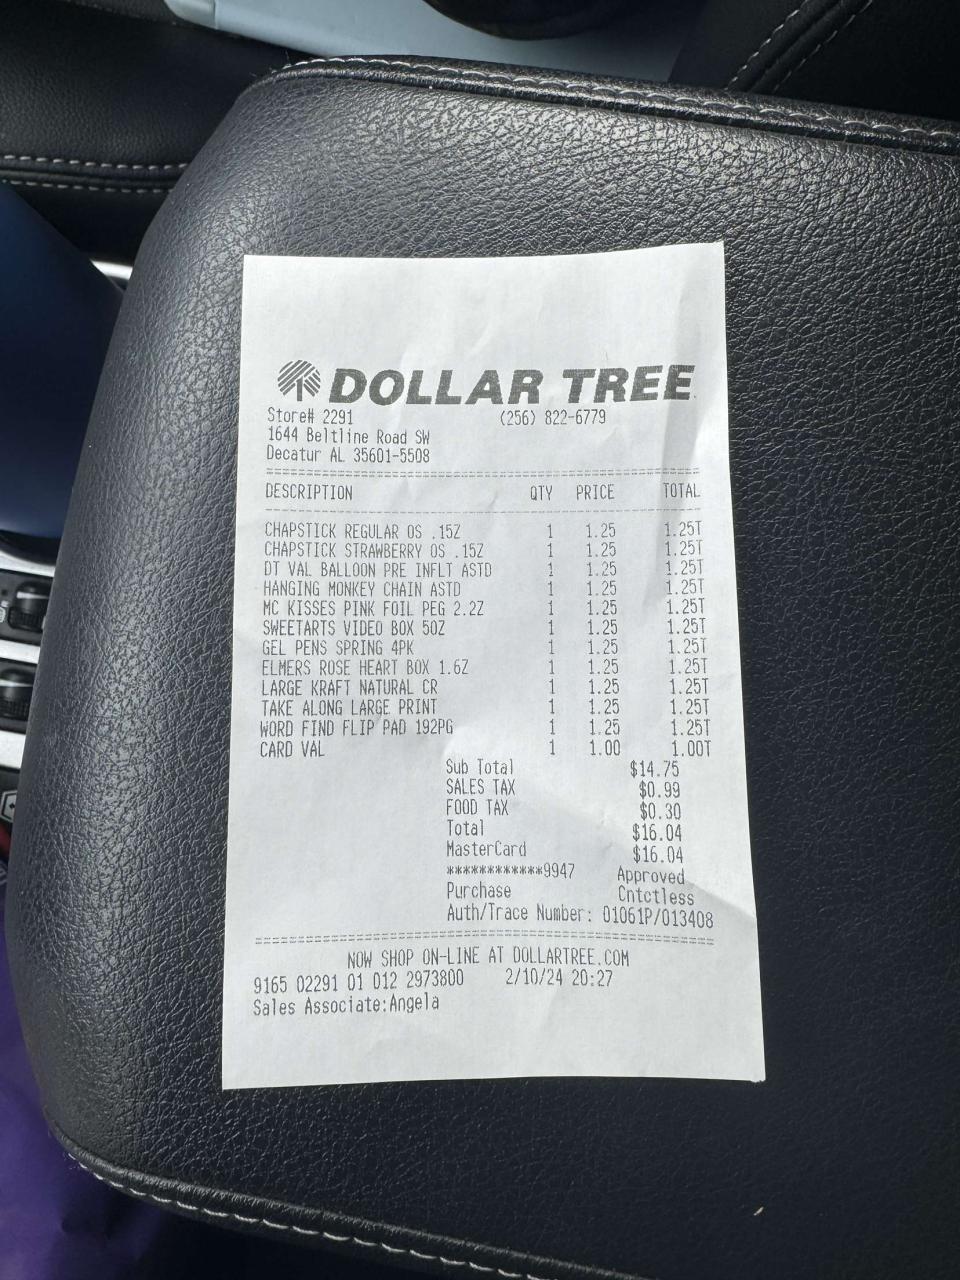 DOLLAR TREE
Store# 2291 (256) 822-6779
1644 Beltline Road SW
Decatur AL 35601-5508
DESCRIPTION QTY PRICE TOTAL
CHAPSTICK REGULAR OS .15Z 1 1.25 1.25T
CHAPSTICK STRAWBERRY OS .15Z 1 1.25 1.25T
DT VAL BALLOON PRE INFLT ASTD 1 1.25 1.25T
HANGING MONKEY CHAIN ASTD 1 1.25 1.25T
MC KISSES PINK FOIL PEG 2.2Z 1 1.25 1.25T
SWEETARTS VIDEO BOX 5OZ 1 1.25 1.25T
GEL PENS SPRING 4PK 1 1.25 1.25T
ELMERS ROSE HEART BOX 1.6Z 1 1.25 1.25T
LARGE KRAFT NATURAL CR 1 1.25 1.25T
TAKE ALONG LARGE PRINT 1 1.25 1.25T
WORD FIND FLIP PAD 192PG 1 1.25 1.25T
CARD VAL 1 1.00 1.00T
Sub Total $14.75
SALES TAX $0.99
FOOD TAX $0.30
Total $16.04
MasterCard $16.04
************9947 Approved
Purchase Cntctless
Auth/Trace Number: 01061P/013408
NOW SHOP ON-LINE AT DOLLARTREE.COM
9165 02291 01 012 2973800 2/10/24 20:27
Sales Associate:Angela